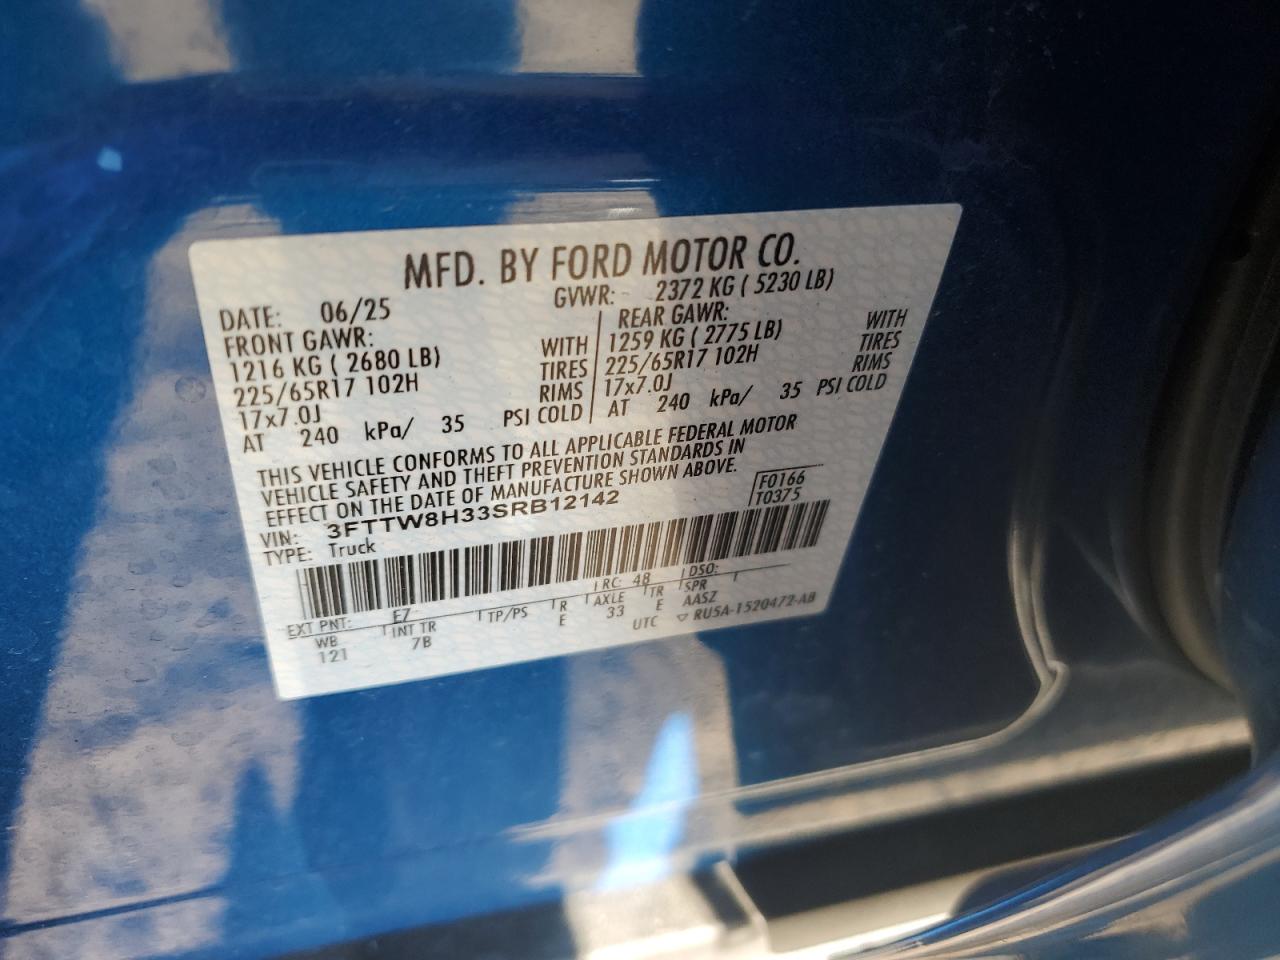 MFD. BY FORD MOTOR CO.
DATE: 06/25 GVWR: 2372 KG ( 5230 LB)
FRONT GAWR: REAR GAWR:
1216 KG ( 2680 LB) WITH 1259 KG ( 2775 LB) WITH
225/65R17 102H TIRES 225/65R17 102H TIRES
17x7.0J RIMS 17x7.0J RIMS
AT 240 kPa/ 35 PSI COLD AT 240 kPa/ 35 PSI COLD
THIS VEHICLE CONFORMS TO ALL APPLICABLE FEDERAL MOTOR
VEHICLE SAFETY AND THEFT PREVENTION STANDARDS IN
EFFECT ON THE DATE OF MANUFACTURE SHOWN ABOVE.
VIN: 3FTTW8H33SRB12142 F0166
TYPE: Truck T0375
EXT PNT: EZ RC: 48 DSO:
WB INT TR TP/PS R AXLE TR SPR
121 7B E 33 E AASZ
UTC ▽ RU5A-1520472-AB